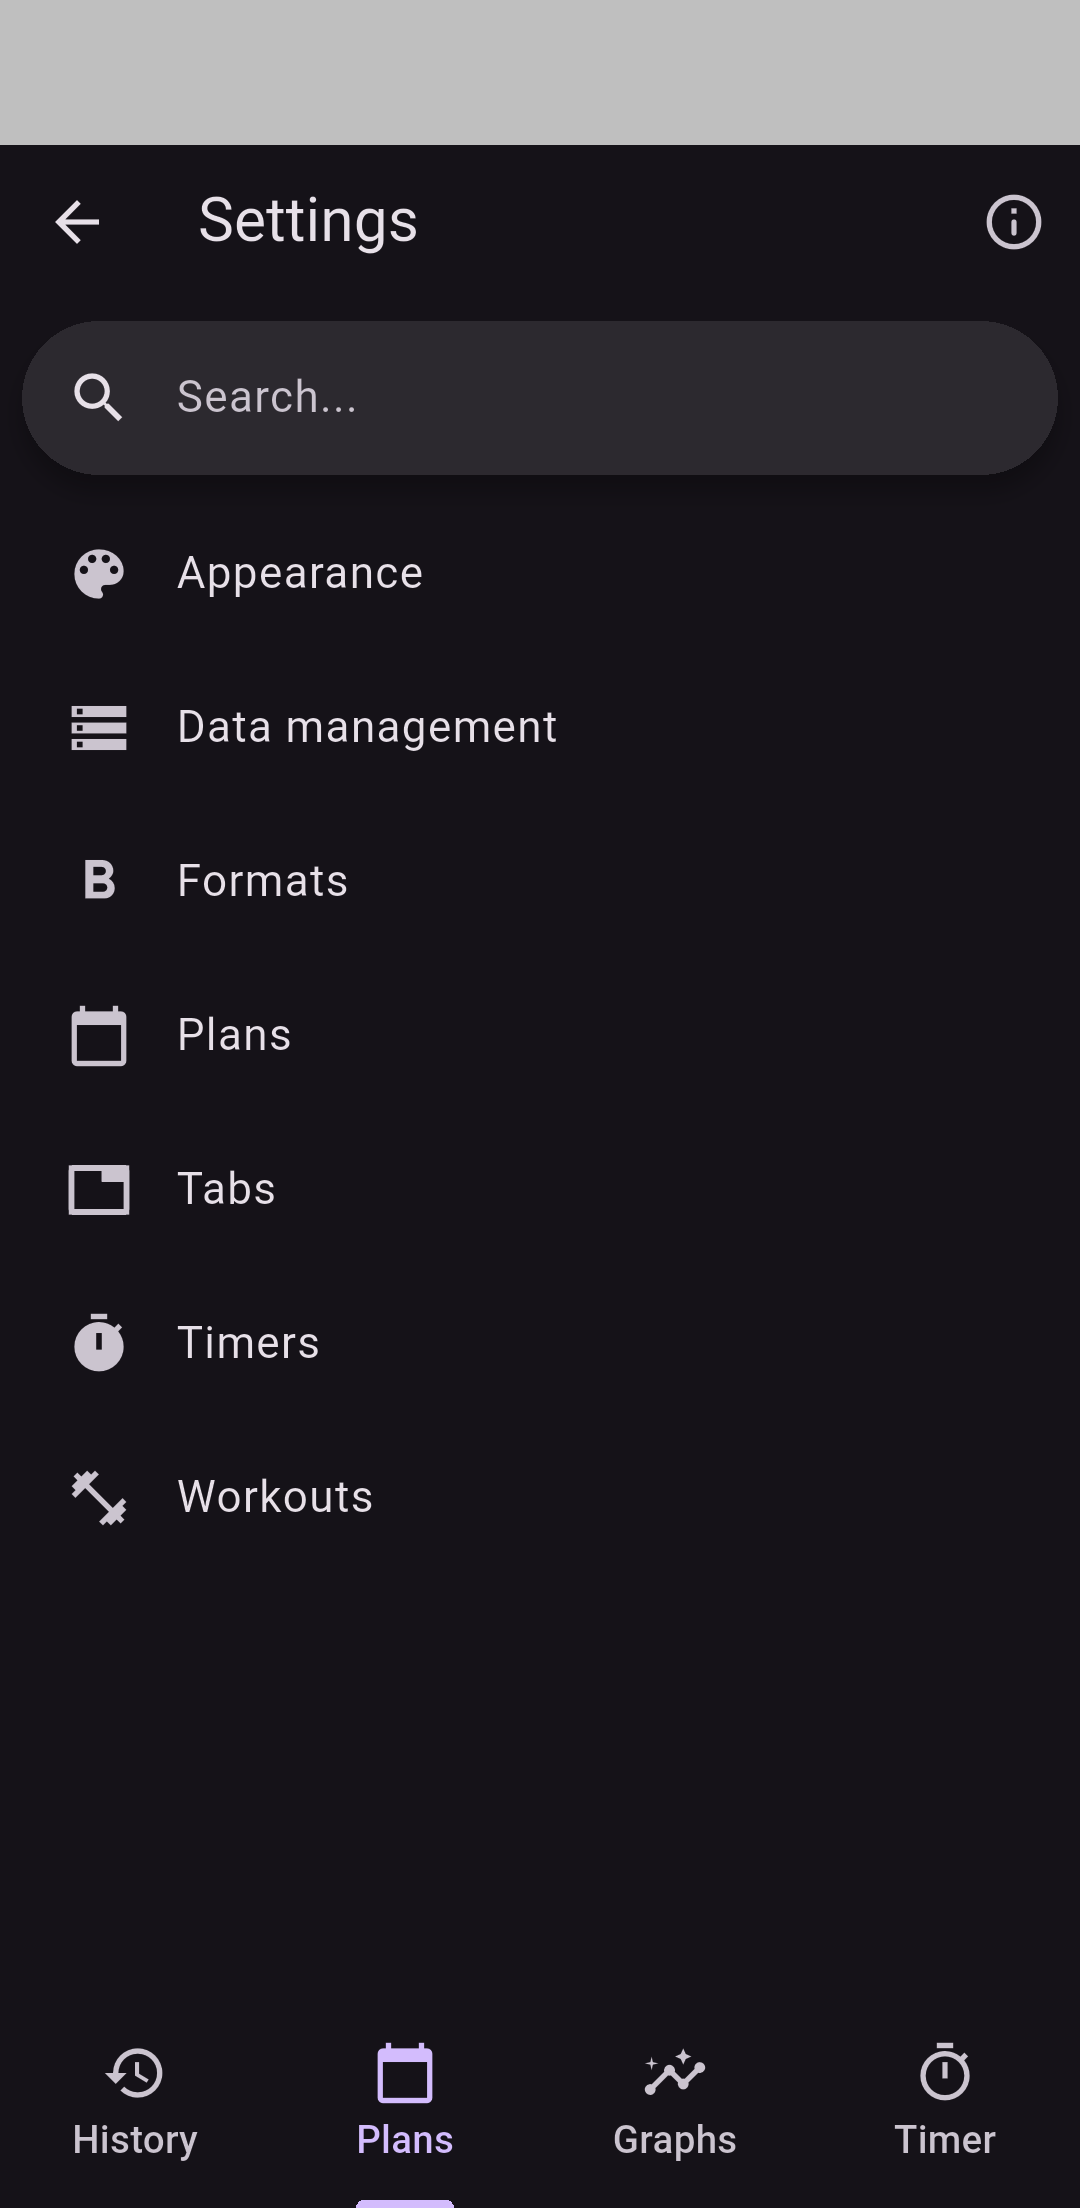 Settings
Search...
Appearance
Data management
Formats
Plans
Tabs
Timers
Workouts
History
Plans
Graphs
Timer